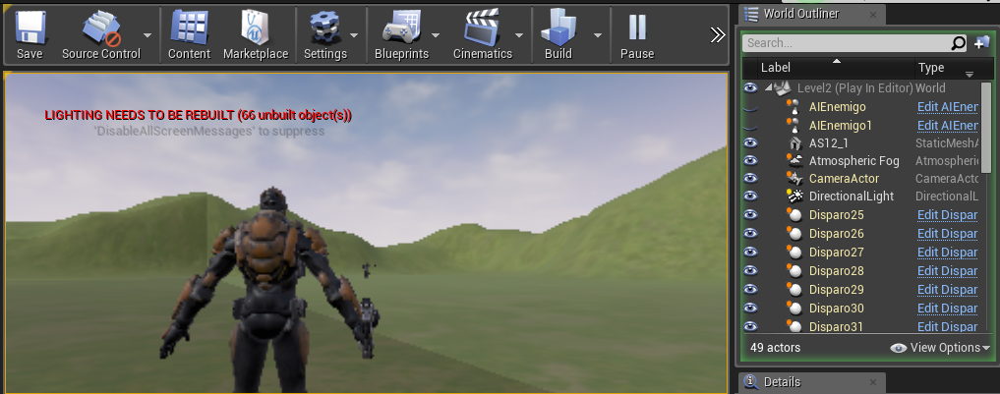 Save
Source Control
Content
Marketplace
Settings
Blueprints
Cinematics
Build
Pause
LIGHTING NEEDS TO BE REBUILT (66 unbuilt object(s))
'DisableAllScreenMessages' to suppress
World Outliner
Search...
Label Type
Level2 (Play In Editor) World
AIEnemigo Edit AIEner
AIEnemigo1 Edit AIEner
AS12_1 StaticMeshA
Atmospheric Fog Atmospheric
CameraActor CameraActo
DirectionalLight DirectionalL
Disparo25 Edit Dispar
Disparo26 Edit Dispar
Disparo27 Edit Dispar
Disparo28 Edit Dispar
Disparo29 Edit Dispar
Disparo30 Edit Dispar
Disparo31 Edit Dispar
49 actors View Options
Details